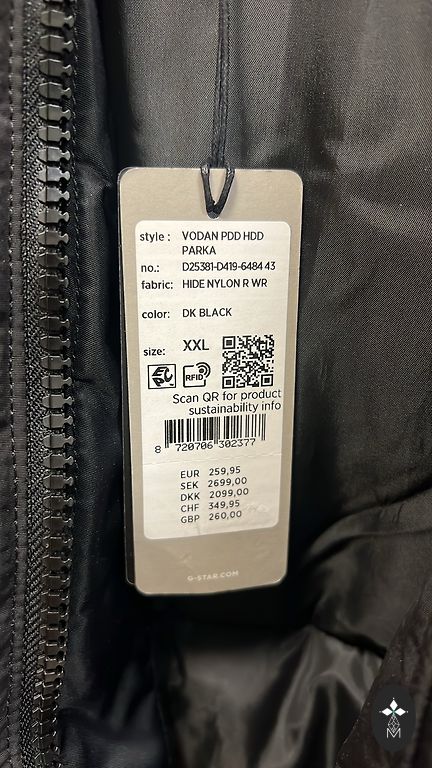 style : VODAN PDD HDD
PARKA
no.: D25381-D419-6484 43
fabric: HIDE NYLON R WR
color: DK BLACK
size: XXL
RFID
Scan QR for product
sustainability info
8 720706 302377
EUR 259,95
SEK 2699,00
DKK 2099,00
CHF 349,95
GBP 260,00
G-STAR.COM
M